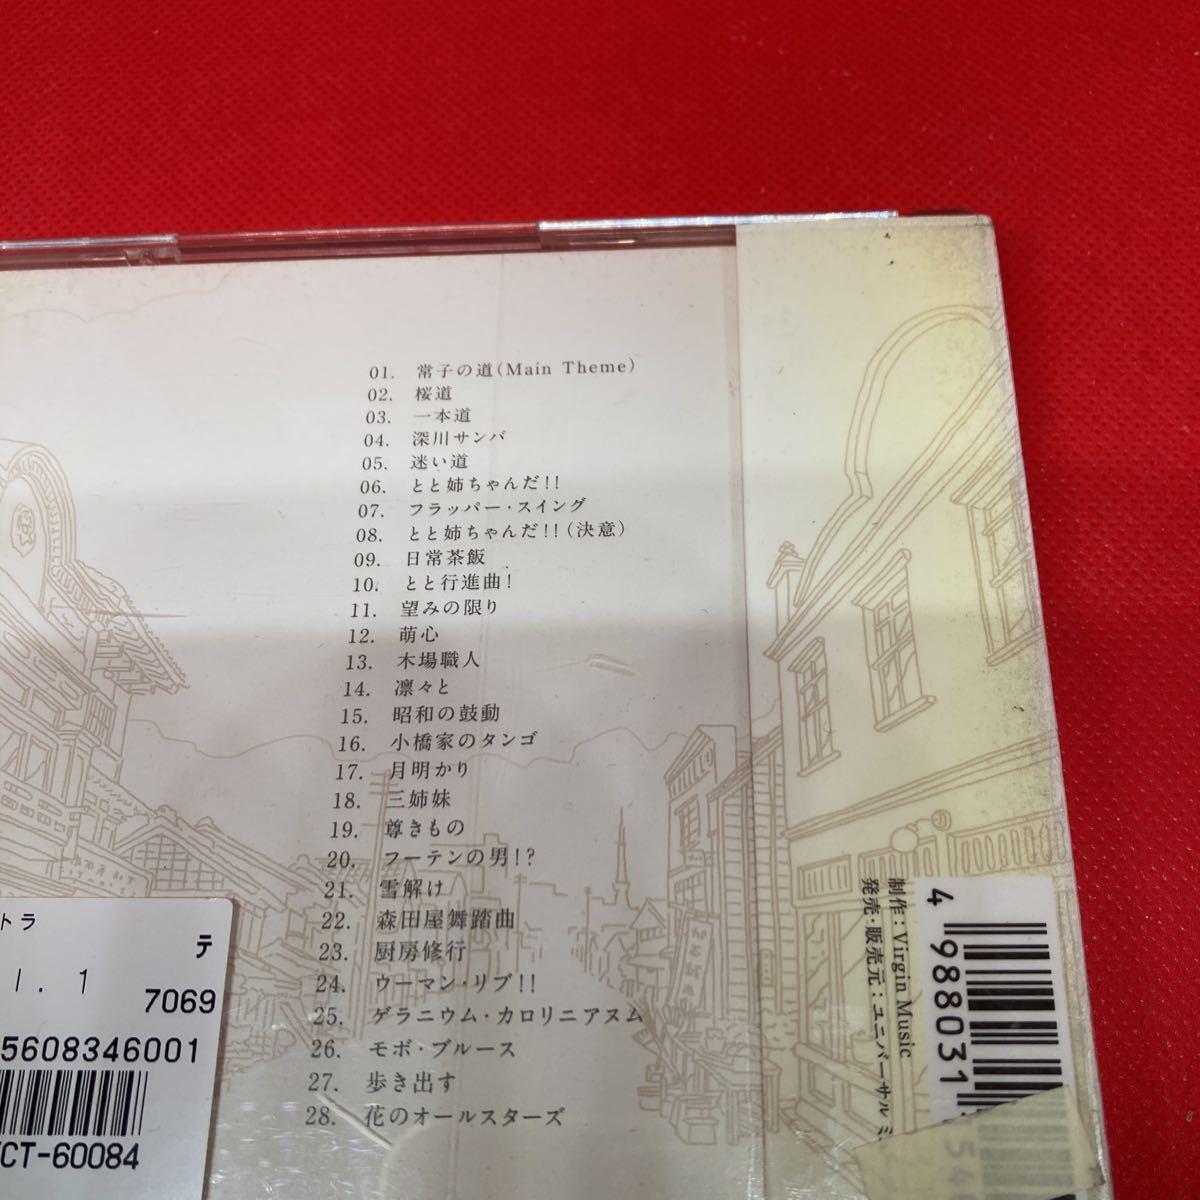 01. 常子の道(Main Theme)
02. 桜道
03. 一本道
04. 深川サンバ
05. 迷い道
06. とと姉ちゃんだ!!
07. フラッパー・スイング
08. とと姉ちゃんだ!!(決意)
09. 日常茶飯
10. とと行進曲!
11. 望みの限り
12. 萌心
13. 木場職人
14. 凛々と
15. 昭和の鼓動
16. 小橋家のタンゴ
17. 月明かり
18. 三姉妹
19. 尊きもの
20. フーテンの男!?
21. 雪解け
22. 森田屋舞踏曲
23. 厨房修行
24. ウーマン・リブ!!
25. ゲラニウム・カロリニアヌム
26. モボ・ブルース
27. 歩き出す
28. 花のオールスターズ
トラ
テ
l. 1
7069
5608346001
CT-60084
制作:Virgin Music
発売・販売元:ユニバーサル ミ
4 988031